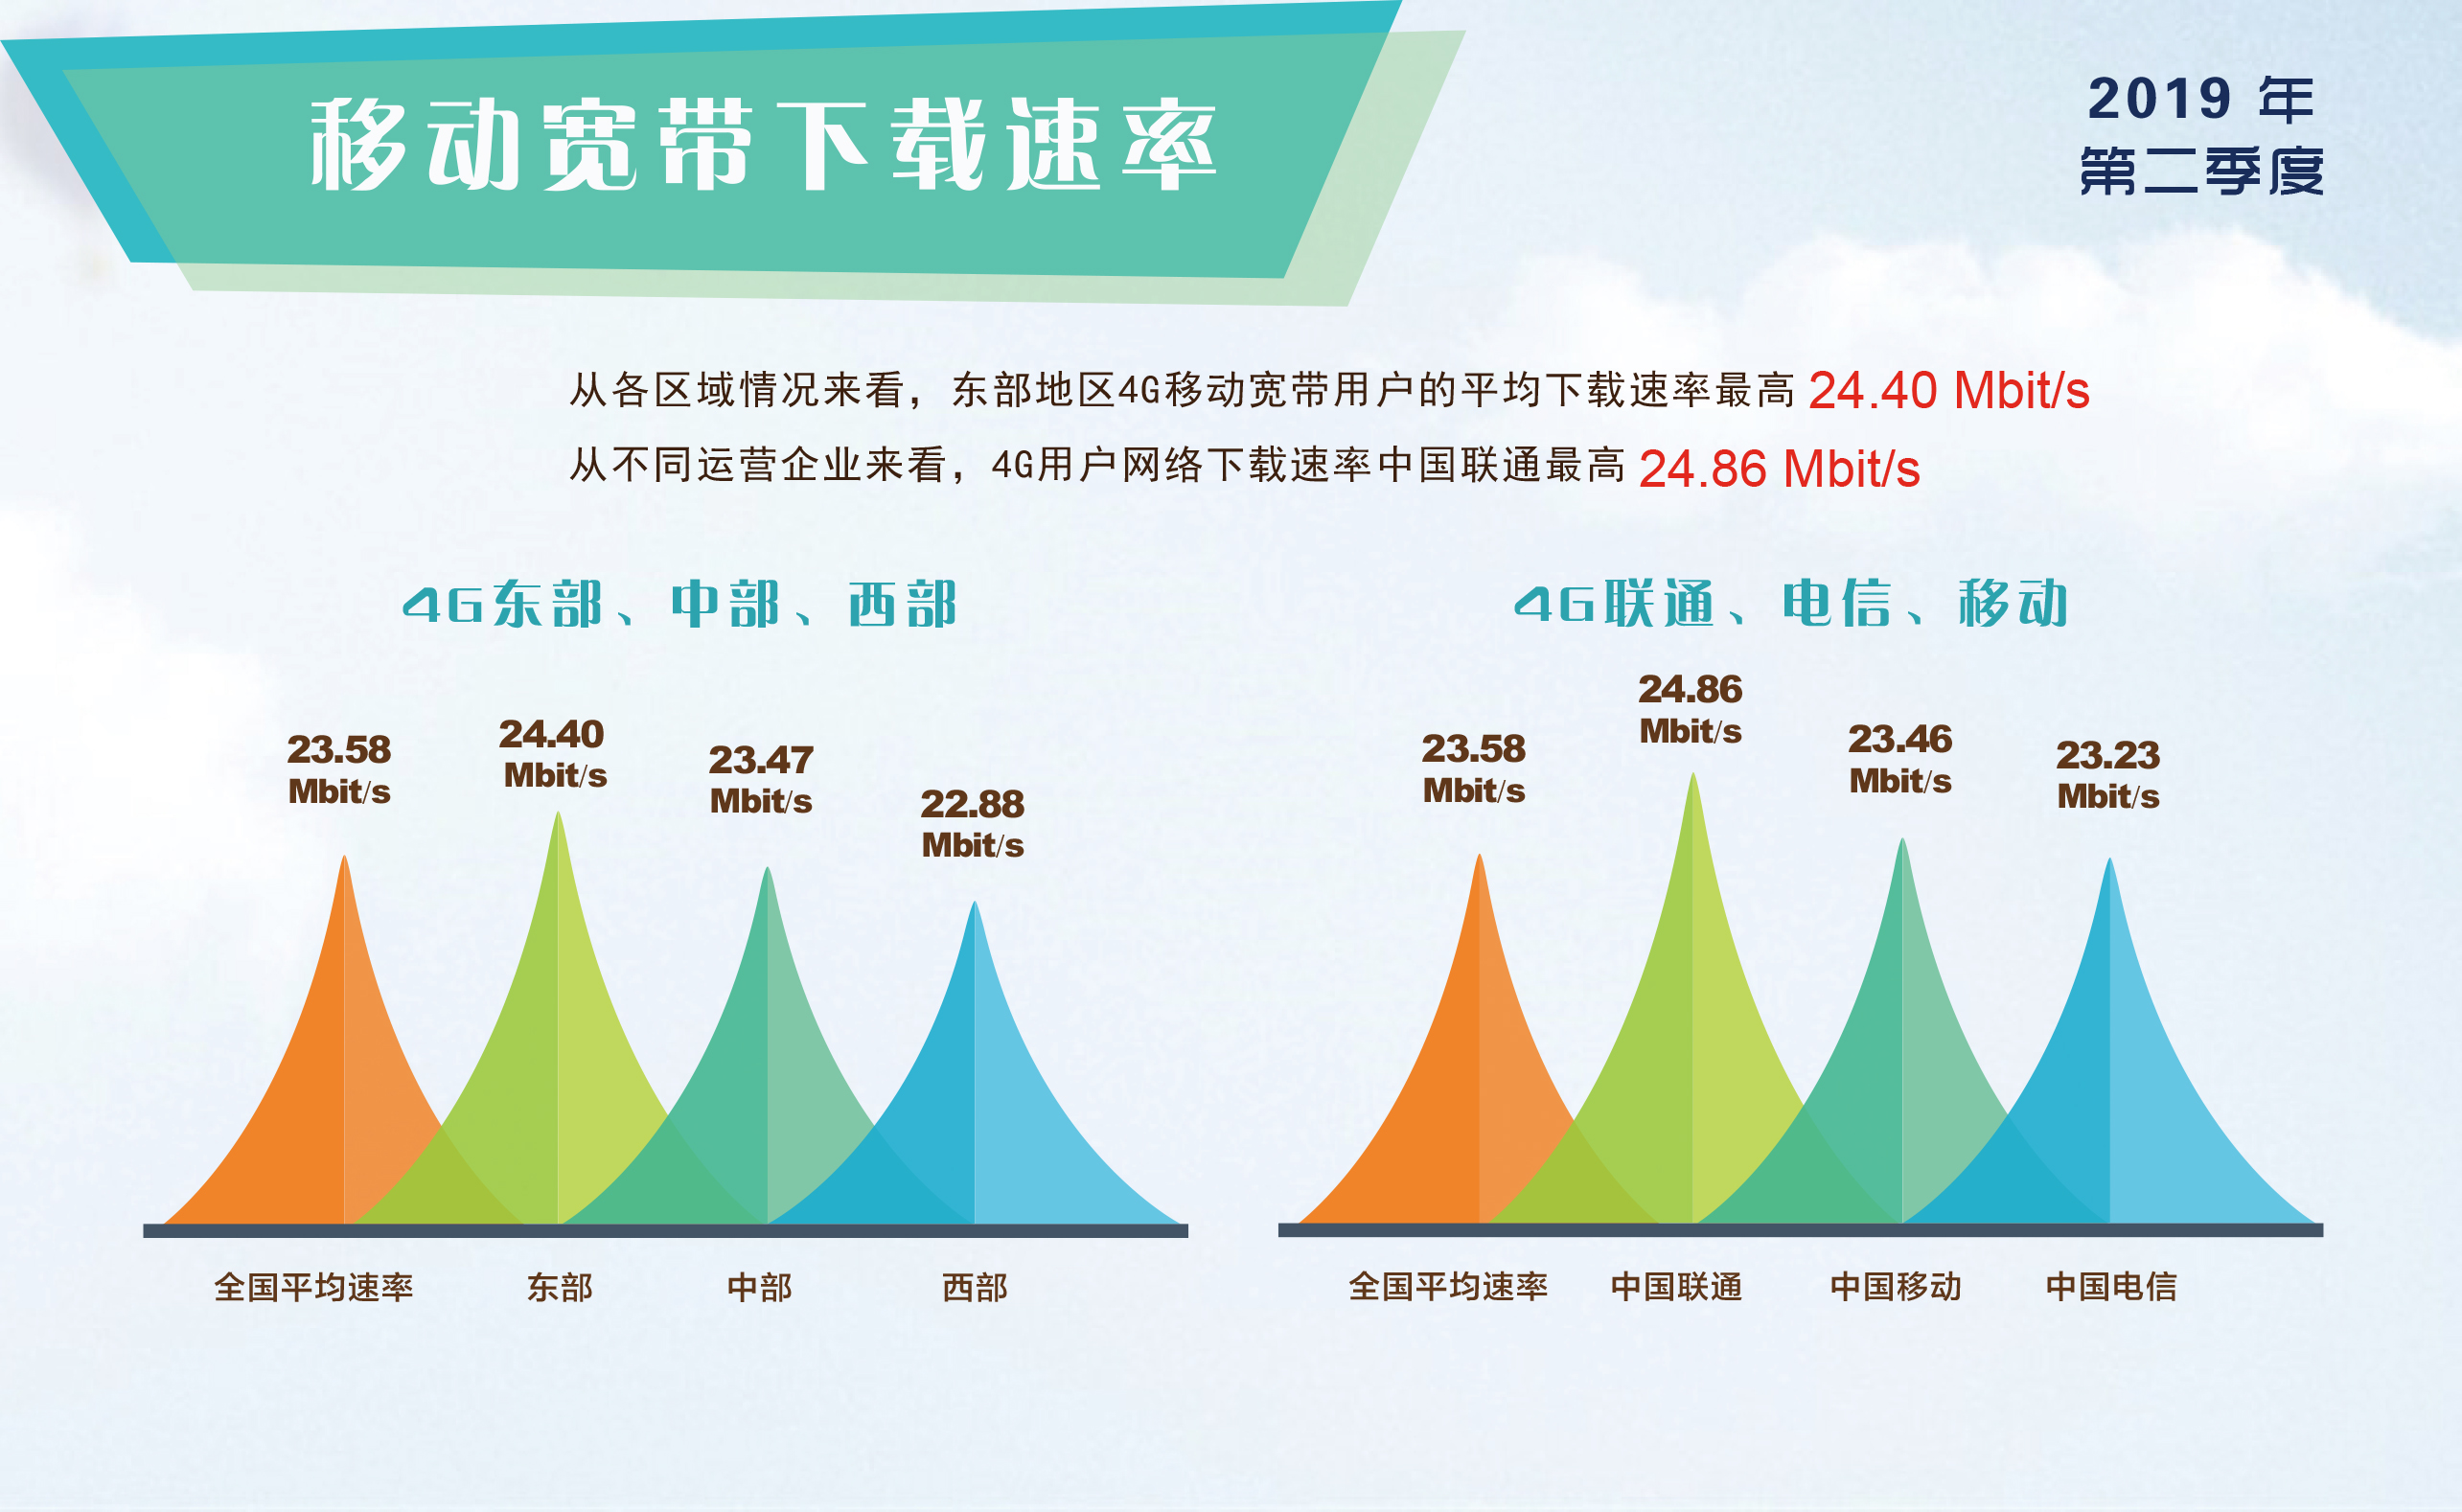 移动宽带下载速率
2019 年
第二季度
从各区域情况来看，东部地区4G移动宽带用户的平均下载速率最高 24.40 Mbit/s
从不同运营企业来看，4G用户网络下载速率中国联通最高 24.86 Mbit/s
4G东部、中部、西部
23.58
Mbit/s
24.40
Mbit/s
23.47
Mbit/s
22.88
Mbit/s
全国平均速率
东部
中部
西部
4G联通、电信、移动
23.58
Mbit/s
24.86
Mbit/s
23.46
Mbit/s
23.23
Mbit/s
全国平均速率
中国联通
中国移动
中国电信